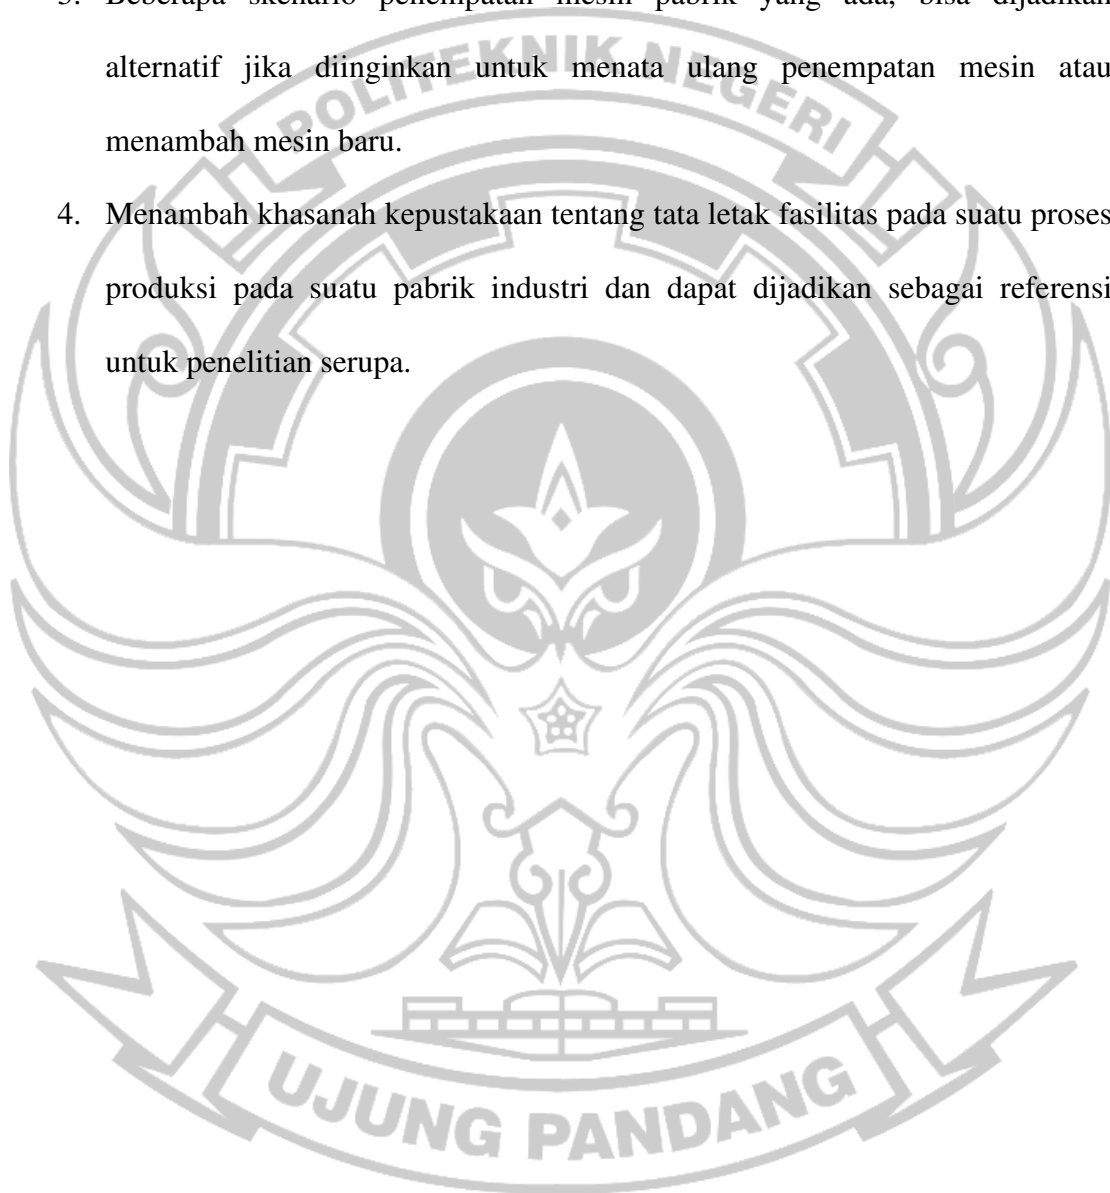 3. Beberapa skenario penempatan mesin pabrik yang ada, bisa dijadikan
alternatif jika diinginkan untuk menata ulang penempatan mesin atau
menambah mesin baru.
4. Menambah khasanah kepustakaan tentang tata letak fasilitas pada suatu proses
produksi pada suatu pabrik industri dan dapat dijadikan sebagai referensi
untuk penelitian serupa.
POLITEKNIK NEGERI
UJUNG PANDANG